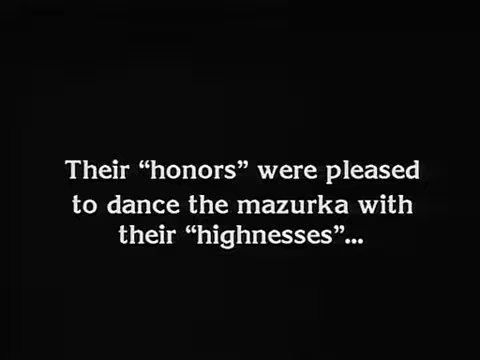 Their “honors” were pleased
to dance the mazurka with
their “highnesses”...